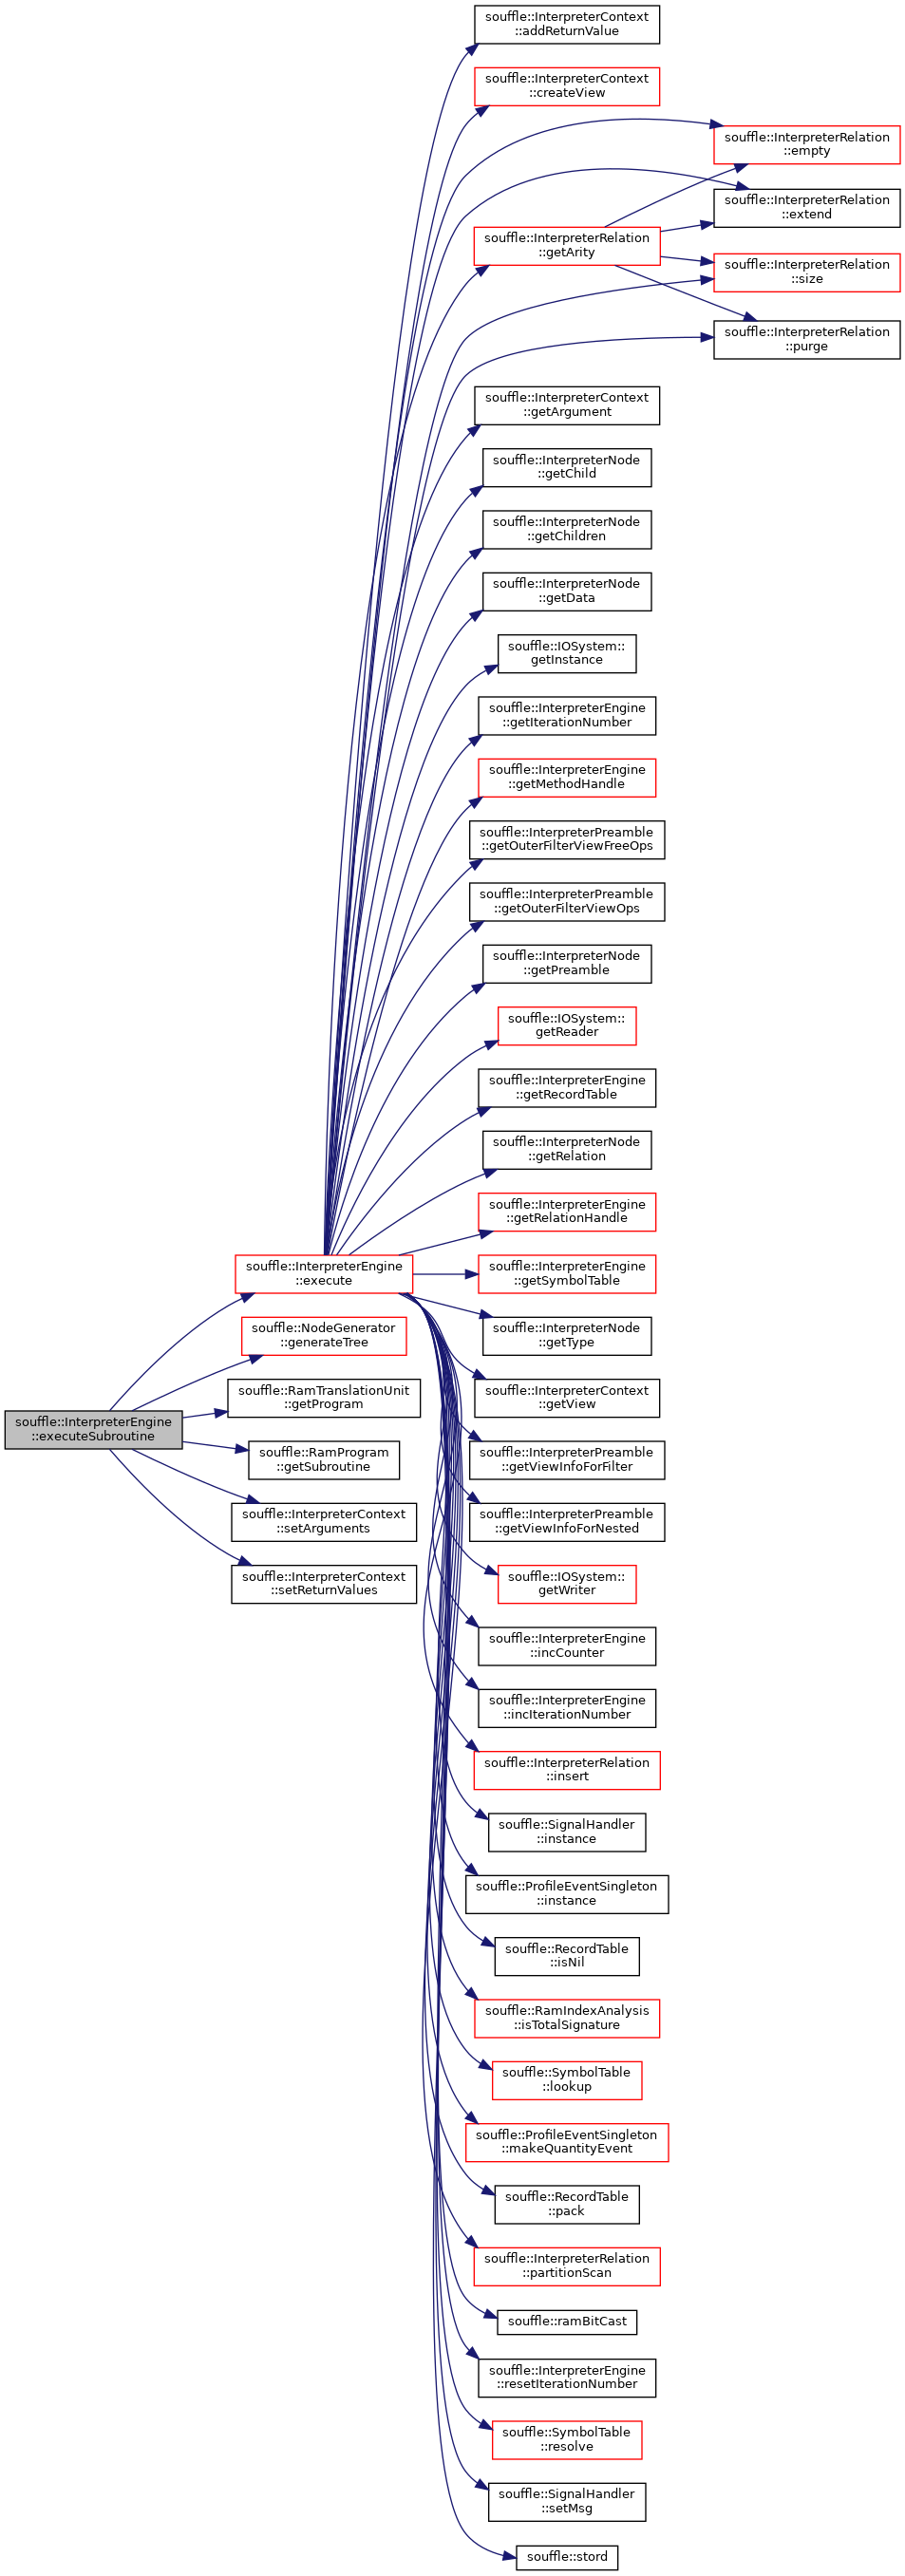 souffle::InterpreterEngine
::executeSubroutine
souffle::InterpreterEngine
::execute
souffle::NodeGenerator
::generateTree
souffle::RamTranslationUnit
::getProgram
souffle::RamProgram
::getSubroutine
souffle::InterpreterContext
::setArguments
souffle::InterpreterContext
::setReturnValues
souffle::InterpreterContext
::addReturnValue
souffle::InterpreterContext
::createView
souffle::InterpreterRelation
::empty
souffle::InterpreterRelation
::extend
souffle::InterpreterRelation
::getArity
souffle::InterpreterRelation
::size
souffle::InterpreterRelation
::purge
souffle::InterpreterContext
::getArgument
souffle::InterpreterNode
::getChild
souffle::InterpreterNode
::getChildren
souffle::InterpreterNode
::getData
souffle::IOSystem::
getInstance
souffle::InterpreterEngine
::getIterationNumber
souffle::InterpreterEngine
::getMethodHandle
souffle::InterpreterPreamble
::getOuterFilterViewFreeOps
souffle::InterpreterPreamble
::getOuterFilterViewOps
souffle::InterpreterNode
::getPreamble
souffle::IOSystem::
getReader
souffle::InterpreterEngine
::getRecordTable
souffle::InterpreterNode
::getRelation
souffle::InterpreterEngine
::getRelationHandle
souffle::InterpreterEngine
::getSymbolTable
souffle::InterpreterNode
::getType
souffle::InterpreterContext
::getView
souffle::InterpreterPreamble
::getViewInfoForFilter
souffle::InterpreterPreamble
::getViewInfoForNested
souffle::IOSystem::
getWriter
souffle::InterpreterEngine
::incCounter
souffle::InterpreterEngine
::incIterationNumber
souffle::InterpreterRelation
::insert
souffle::SignalHandler
::instance
souffle::ProfileEventSingleton
::instance
souffle::RecordTable
::isNil
souffle::RamIndexAnalysis
::isTotalSignature
souffle::SymbolTable
::lookup
souffle::ProfileEventSingleton
::makeQuantityEvent
souffle::RecordTable
::pack
souffle::InterpreterRelation
::partitionScan
souffle::ramBitCast
souffle::InterpreterEngine
::resetIterationNumber
souffle::SymbolTable
::resolve
souffle::SignalHandler
::setMsg
souffle::stord